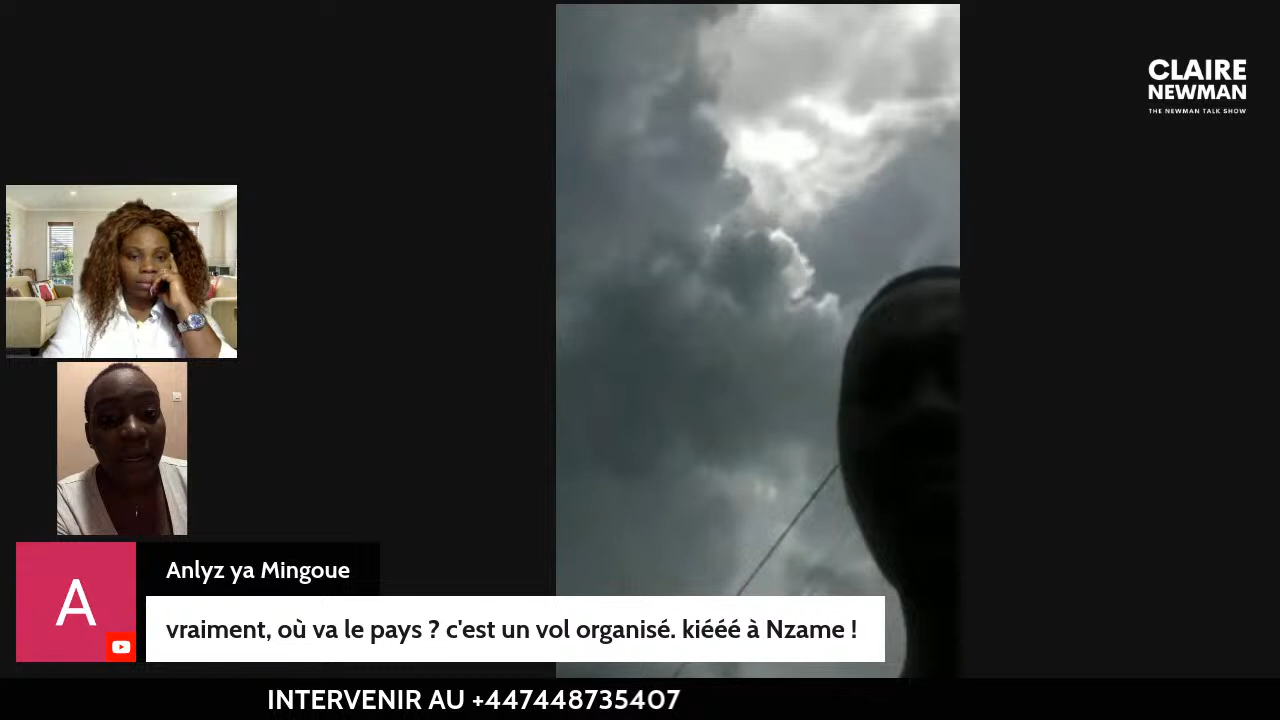 CLAIRE
NEWMAN
THE NEWMAN TALK SHOW
A
Anlyz ya Mingoue
vraiment, où va le pays ? c'est un vol organisé. kiééé à Nzame !
INTERVENIR AU +447448735407